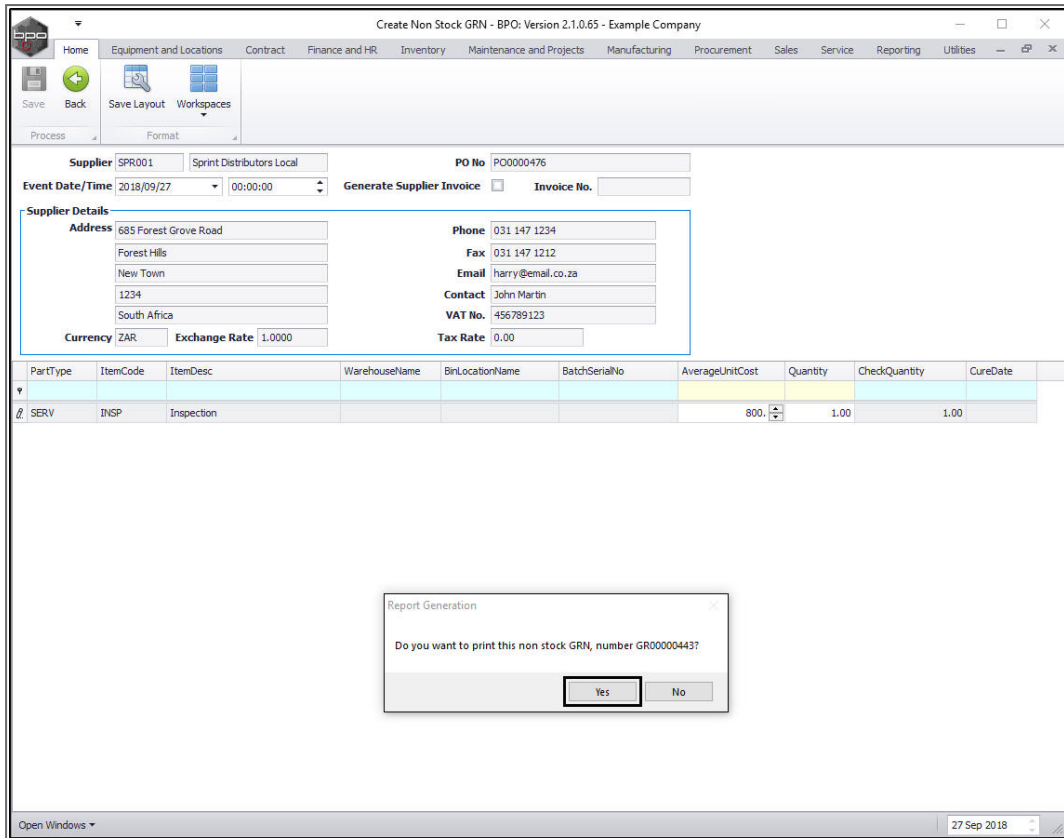 Create Non Stock GRN - BPO: Version 2.1.0.65 - Example Company
bpo
Home Equipment and Locations Contract Finance and HR Inventory Maintenance and Projects Manufacturing Procurement Sales Service Reporting Utilities
Save Back Save Layout Workspaces
Process Format
Supplier SPR001 Sprint Distributors Local PO No PO0000476
Event Date/Time 2018/09/27 00:00:00 Generate Supplier Invoice Invoice No.
Supplier Details
Address 685 Forest Grove Road Phone 031 147 1234
Forest Hills Fax 031 147 1212
New Town Email harry@email.co.za
1234 Contact John Martin
South Africa VAT No. 456789123
Currency ZAR Exchange Rate 1.0000 Tax Rate 0.00
PartType ItemCode ItemDesc WarehouseName BinLocationName BatchSerialNo AverageUnitCost Quantity CheckQuantity CureDate
SERV INSP Inspection 800. 1.00 1.00
Report Generation
Do you want to print this non stock GRN, number GR00000443?
Yes No
Open Windows 27 Sep 2018